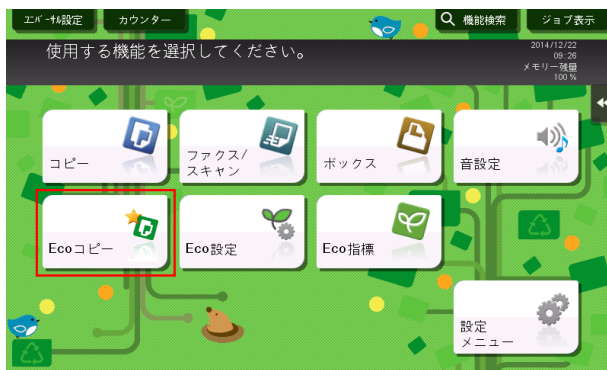 ユニバーサル設定
カウンター
機能検索
ジョブ表示
使用する機能を選択してください。
2014/12/22
09:26
メモリー残量
100 %
コピー
ファクス/
スキャン
ボックス
音設定
Ecoコピー
Eco設定
Eco指標
設定
メニュー